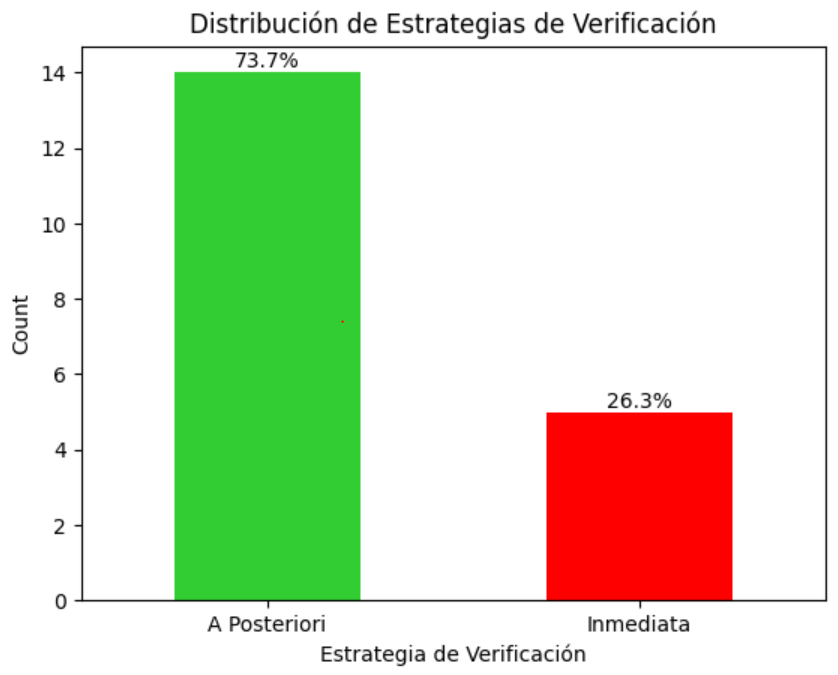 Distribución de Estrategias de Verificación
73.7%
14
12
10
8
Count
6
26.3%
4
2
0
A Posteriori
Inmediata
Estrategia de Verificación